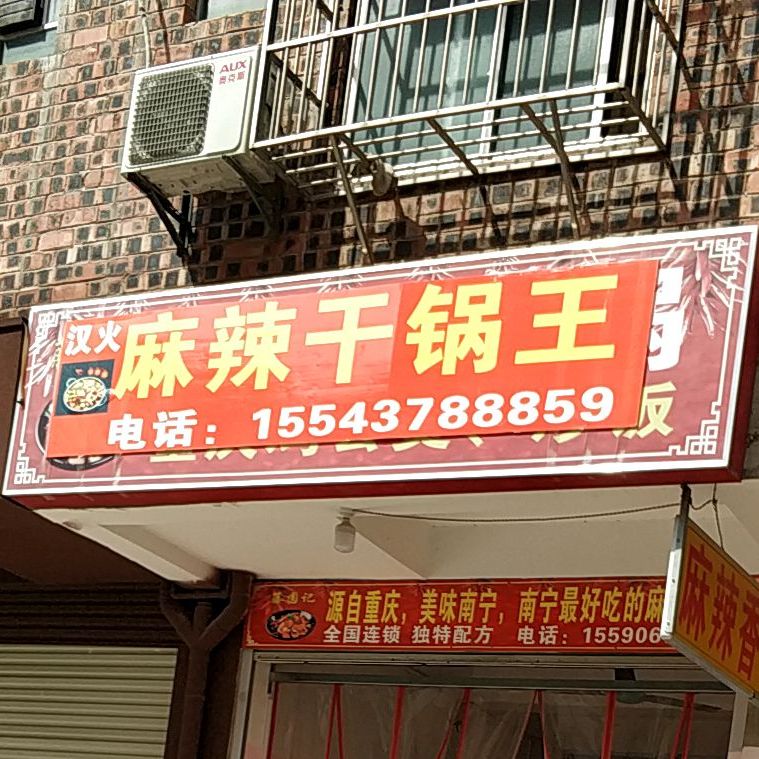 AUX
奥克斯
汉火
麻辣干锅王
电话：15543788859
源自重庆，美味南宁，南宁最好吃的麻
全国连锁 独特配方 电话：155906
麻辣香